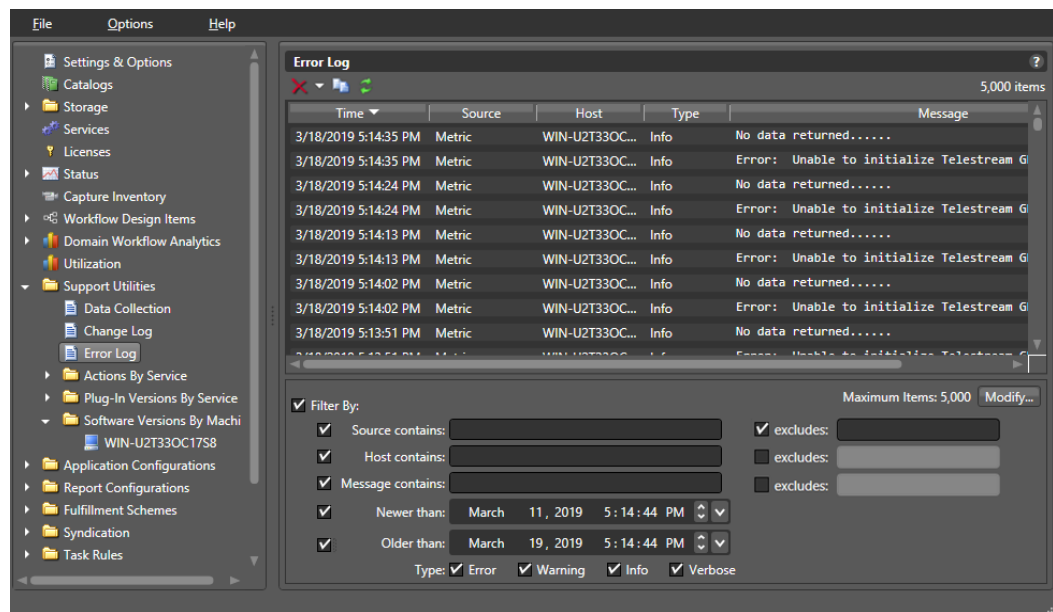 File Options Help
Settings & Options
Catalogs
Storage
Services
Licenses
Status
Capture Inventory
Workflow Design Items
Domain Workflow Analytics
Utilization
Support Utilities
Data Collection
Change Log
Error Log
Actions By Service
Plug-In Versions By Service
Software Versions By Machi
WIN-U2T33OC17S8
Application Configurations
Report Configurations
Fulfillment Schemes
Syndication
Task Rules
Error Log ?
5,000 items
Time Source Host Type Message
3/18/2019 5:14:35 PM Metric WIN-U2T33OC... Info No data returned......
3/18/2019 5:14:35 PM Metric WIN-U2T33OC... Info Error: Unable to initialize Telestream
3/18/2019 5:14:24 PM Metric WIN-U2T33OC... Info No data returned......
3/18/2019 5:14:24 PM Metric WIN-U2T33OC... Info Error: Unable to initialize Telestream
3/18/2019 5:14:13 PM Metric WIN-U2T33OC... Info No data returned......
3/18/2019 5:14:13 PM Metric WIN-U2T33OC... Info Error: Unable to initialize Telestream
3/18/2019 5:14:02 PM Metric WIN-U2T33OC... Info No data returned......
3/18/2019 5:14:02 PM Metric WIN-U2T33OC... Info Error: Unable to initialize Telestream
3/18/2019 5:13:51 PM Metric WIN-U2T33OC... Info No data returned......
Maximum Items: 5,000 Modify...
Filter By:
Source contains: excludes:
Host contains: excludes:
Message contains: excludes:
Newer than: March 11, 2019 5:14:44 PM
Older than: March 19, 2019 5:14:44 PM
Type: Error Warning Info Verbose